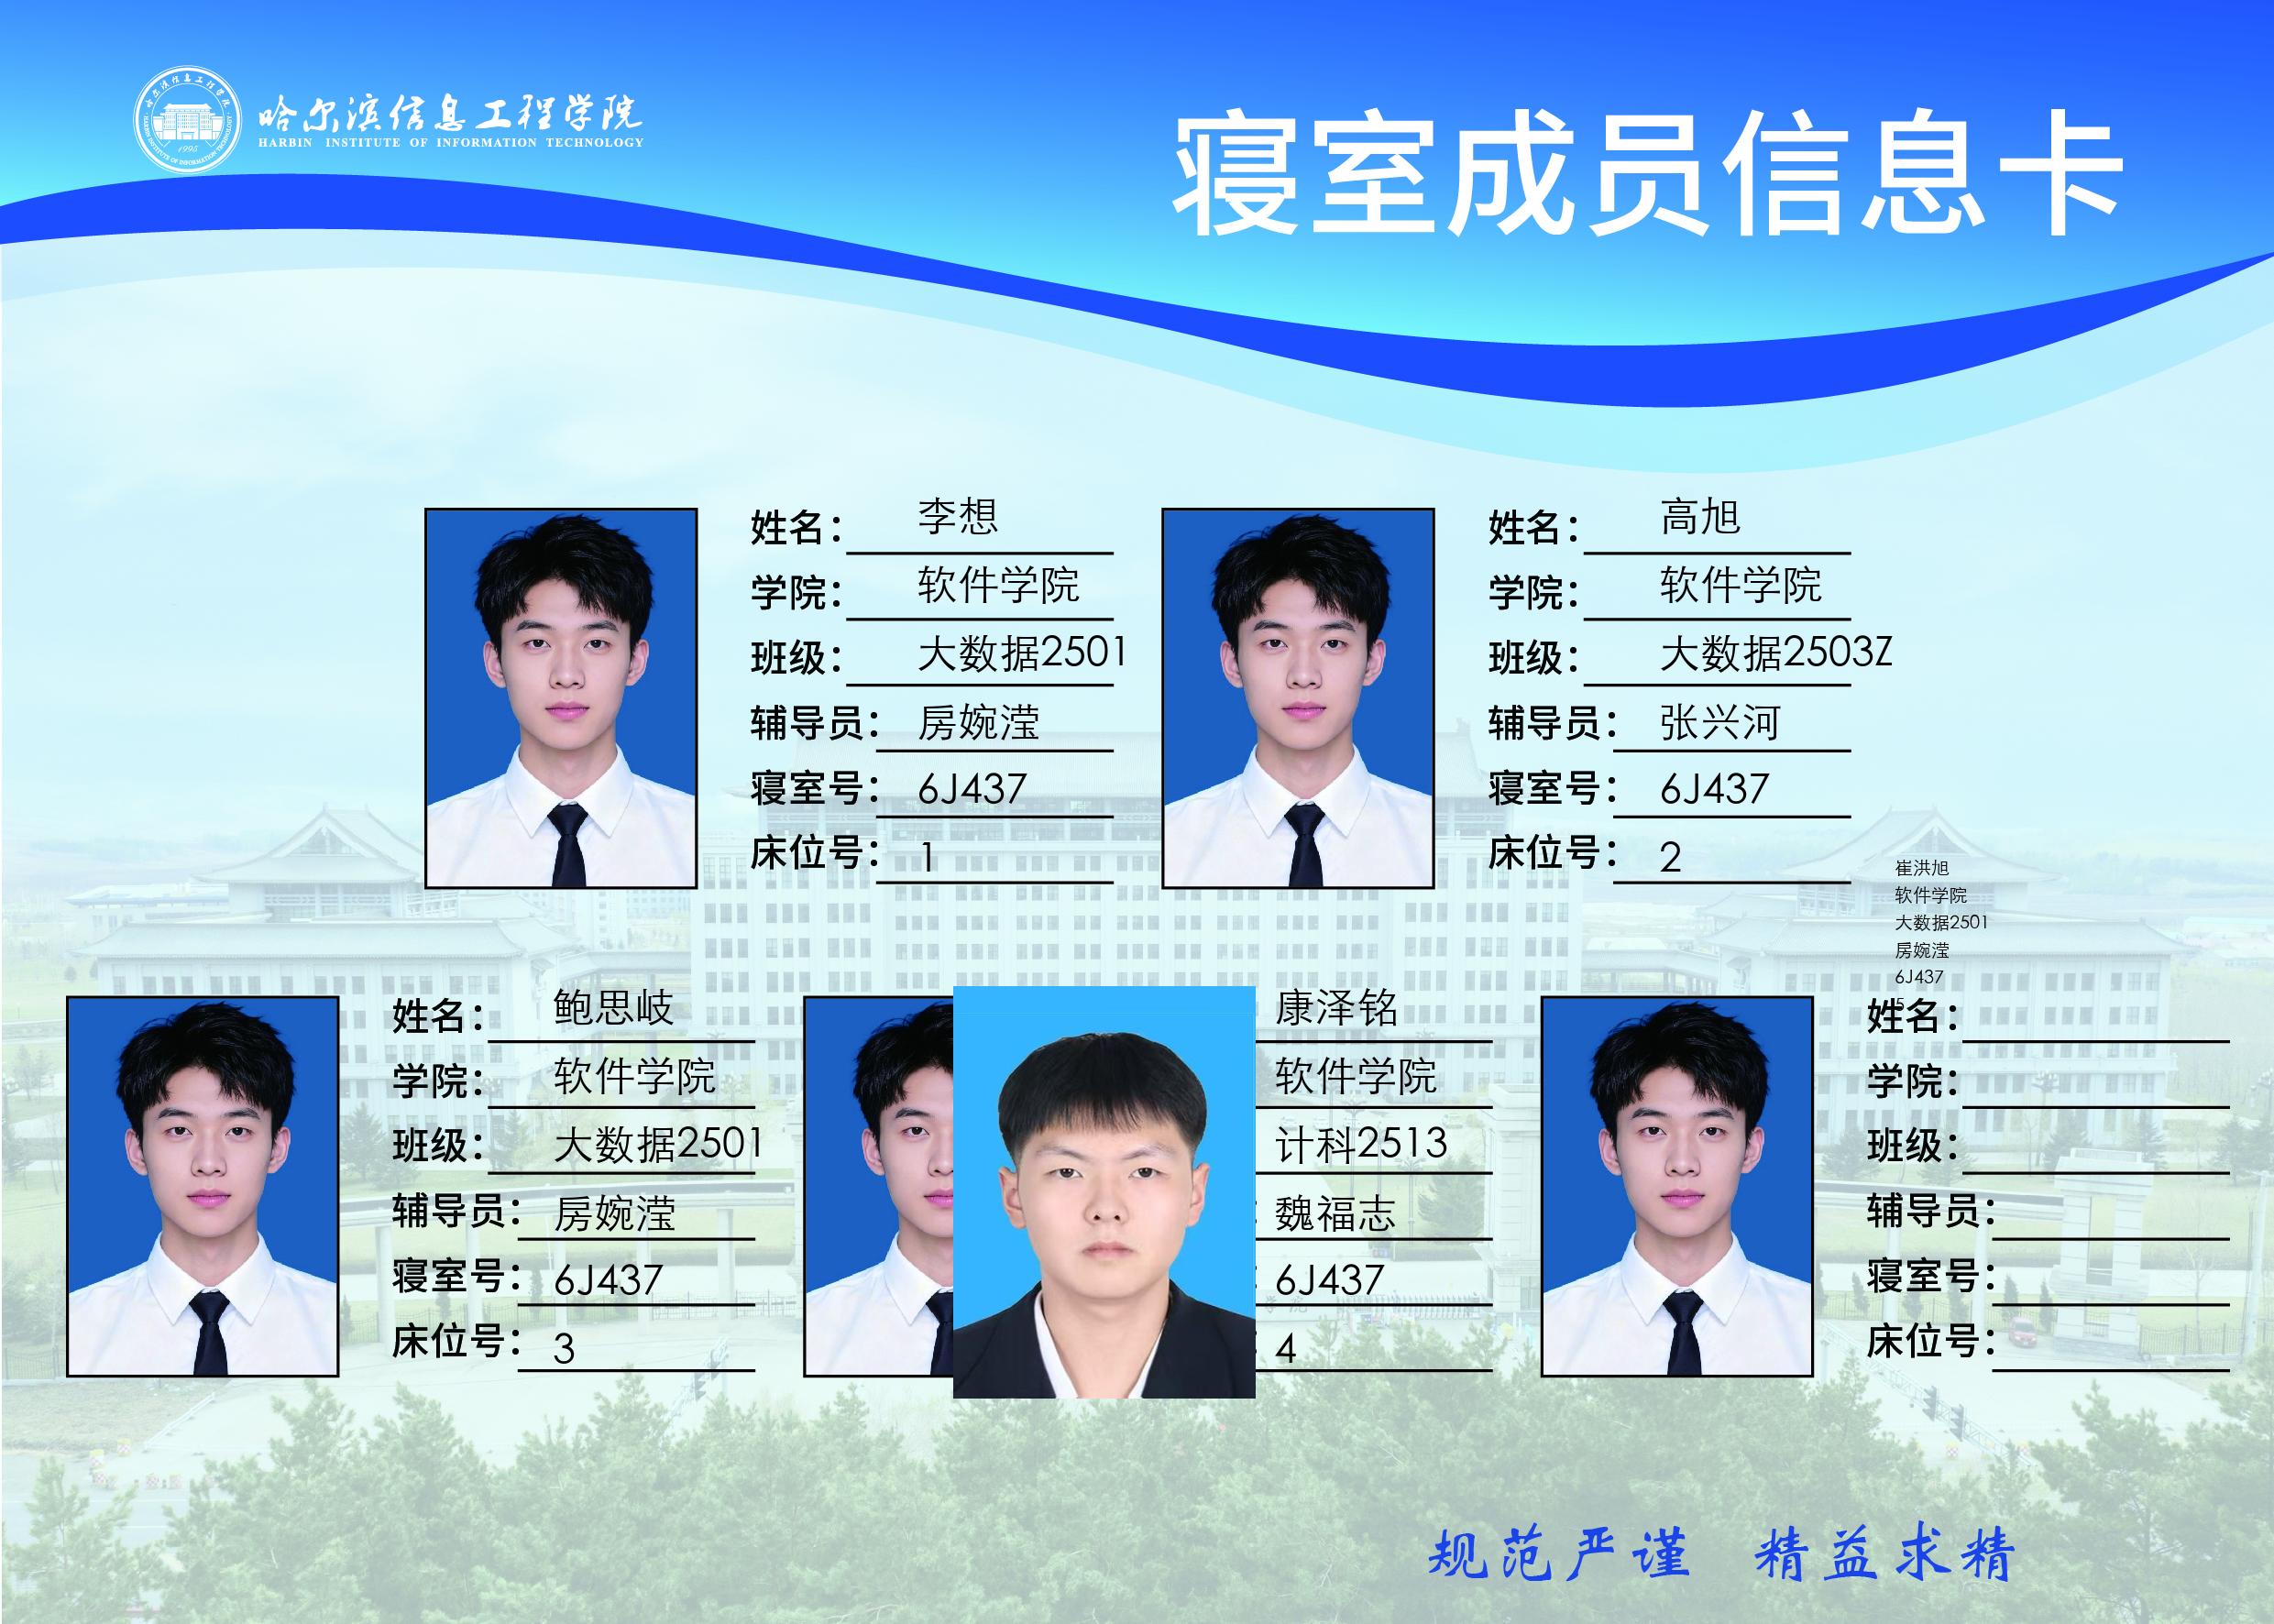 哈尔滨信息工程学院
HARBIN INSTITUTE OF INFORMATION TECHNOLOGY
1995
寝室成员信息卡
姓名: 李想
学院: 软件学院
班级: 大数据2501
辅导员: 房婉滢
寝室号: 6J437
床位号: 1
姓名: 高旭
学院: 软件学院
班级: 大数据2503Z
辅导员: 张兴河
寝室号: 6J437
床位号: 2
崔洪旭
软件学院
大数据2501
房婉滢
6J437
5
姓名: 鲍思岐
学院: 软件学院
班级: 大数据2501
辅导员: 房婉滢
寝室号: 6J437
床位号: 3
康泽铭
软件学院
计科2513
魏福志
6J437
4
姓名:
学院:
班级:
辅导员:
寝室号:
床位号:
规范严谨 精益求精